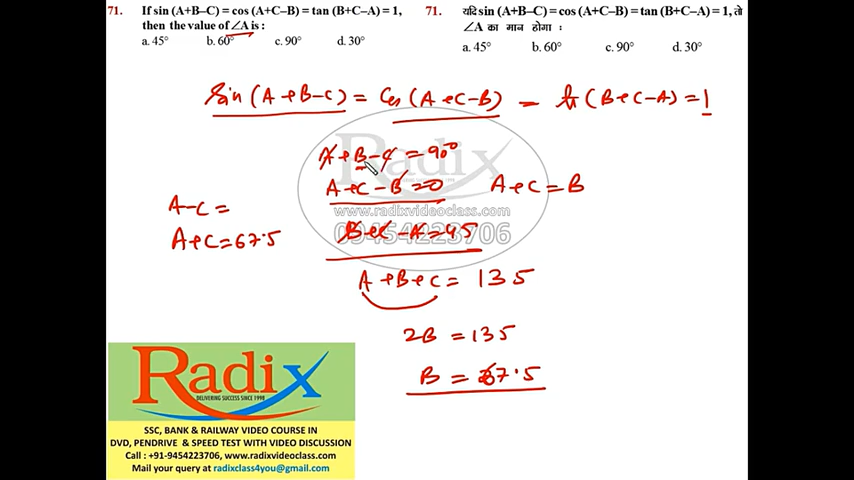 71. If sin (A+B–C) = cos (A+C–B) = tan (B+C–A) = 1,
then the value of ∠A is :
a. 45° b. 60° c. 90° d. 30°
71. यदि sin (A+B–C) = cos (A+C–B) = tan (B+C–A) = 1, तो
∠A का मान होगा :
a. 45° b. 60° c. 90° d. 30°
Sin (A+B-C) = Cos (A+C-B) = tan (B+C-A) = 1
A+B-C = 90°
A+C-B = 0 A+C = B
www.radixvideoclass.com
A-C =
A+C = 67.5
B+C-A = 45
09454223706
A+B+C = 135
2B = 135
B = 67.5
Radix
Radix
DELIVERING SUCCESS SINCE 1998
SSC, BANK & RAILWAY VIDEO COURSE IN
DVD, PENDRIVE & SPEED TEST WITH VIDEO DISCUSSION
Call : +91-9454223706, www.radixvideoclass.com
Mail your query at radixclass4you@gmail.com